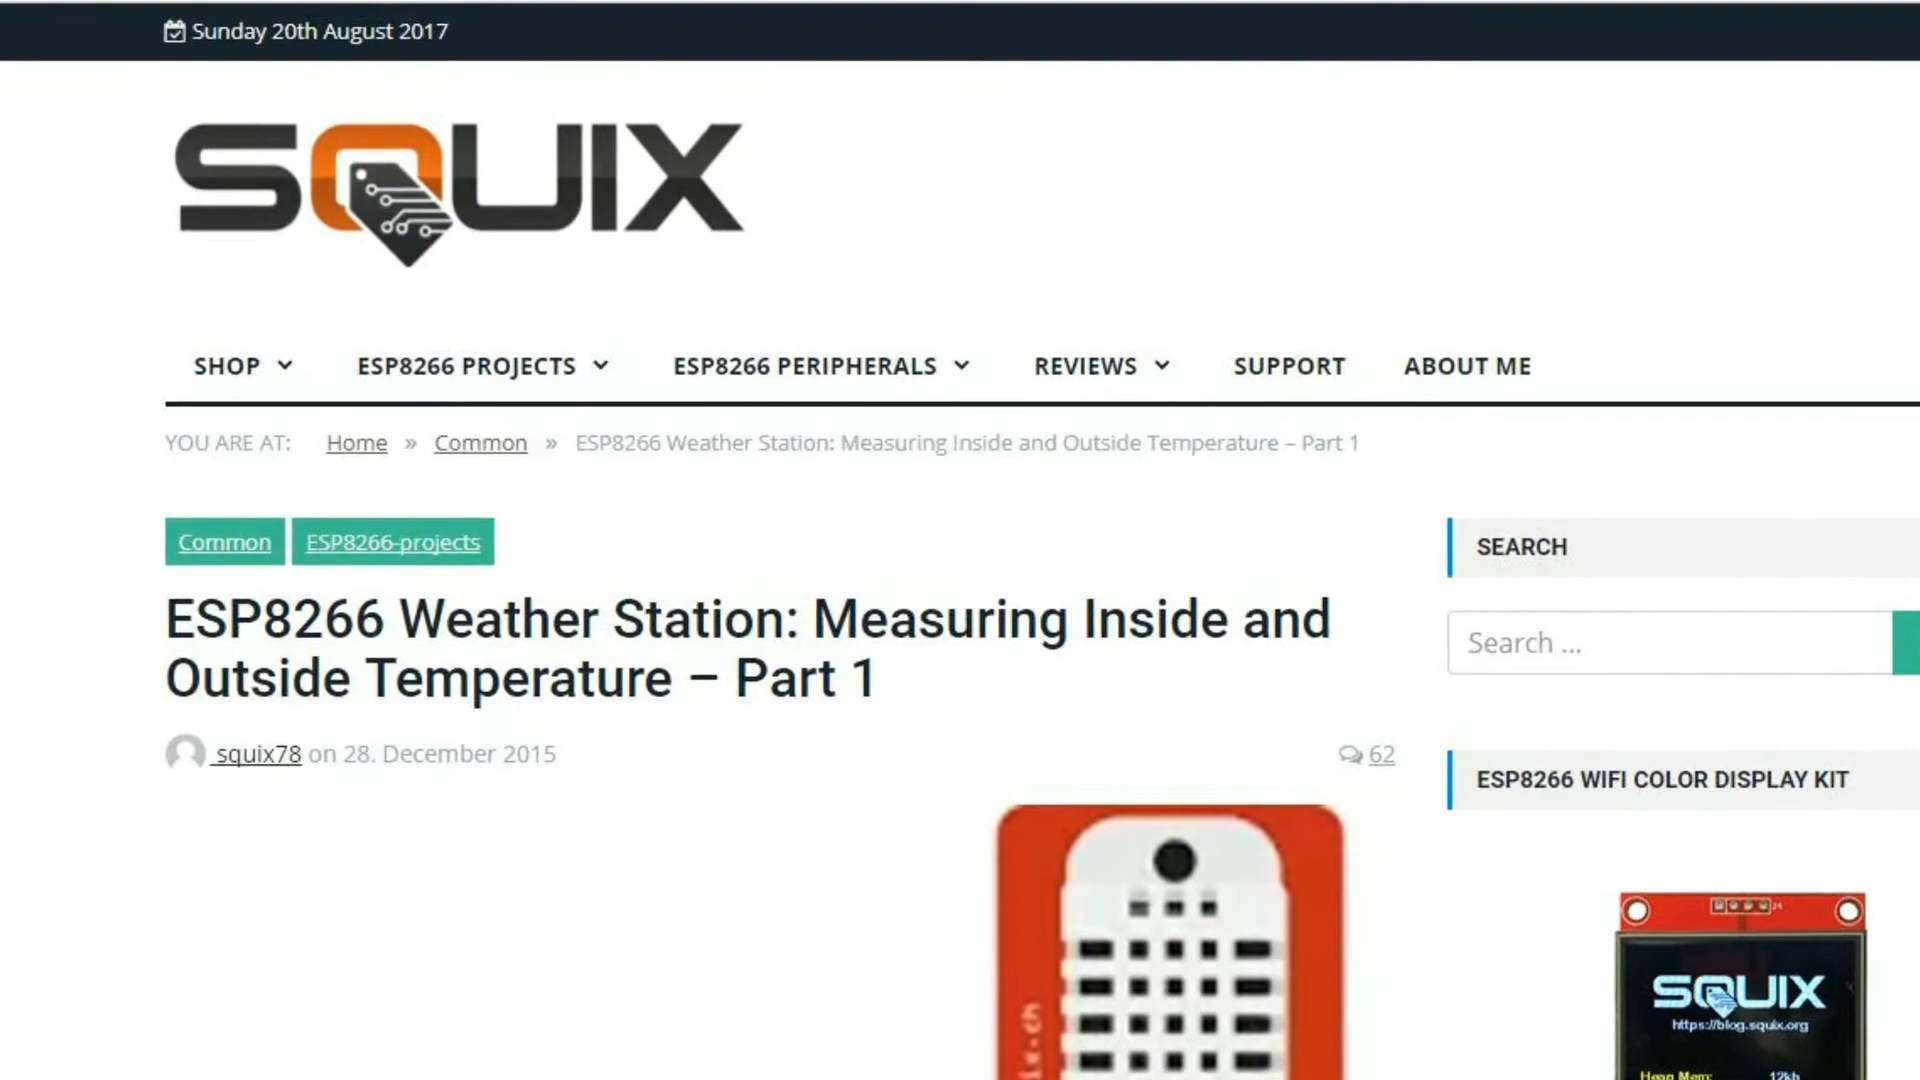 Sunday 20th August 2017
SQUIX
SHOP ESP8266 PROJECTS ESP8266 PERIPHERALS REVIEWS SUPPORT ABOUT ME
YOU ARE AT: Home » Common » ESP8266 Weather Station: Measuring Inside and Outside Temperature – Part 1
Common ESP8266-projects
ESP8266 Weather Station: Measuring Inside and
Outside Temperature – Part 1
squix78 on 28. December 2015
62
SEARCH
Search ...
ESP8266 WIFI COLOR DISPLAY KIT
SQUIX
https://blog.squix.org
Heap Mem: 12kb